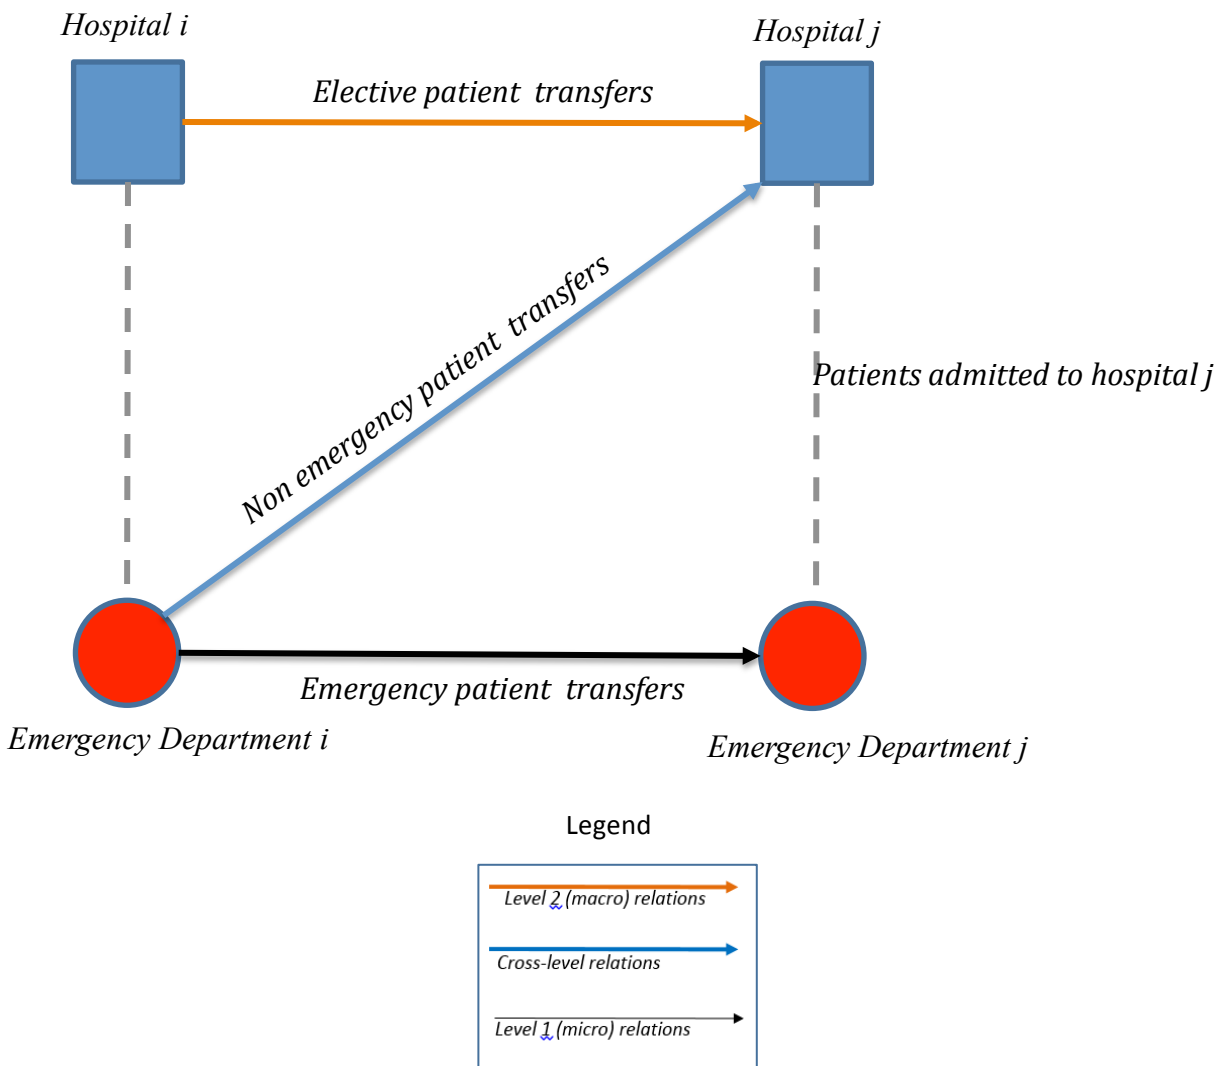 Hospital i
Hospital j
Elective patient transfers
Non emergency patient transfers
Patients admitted to hospital j
Emergency patient transfers
Emergency Department i
Emergency Department j
Legend
Level 2 (macro) relations
Cross-level relations
Level 1 (micro) relations